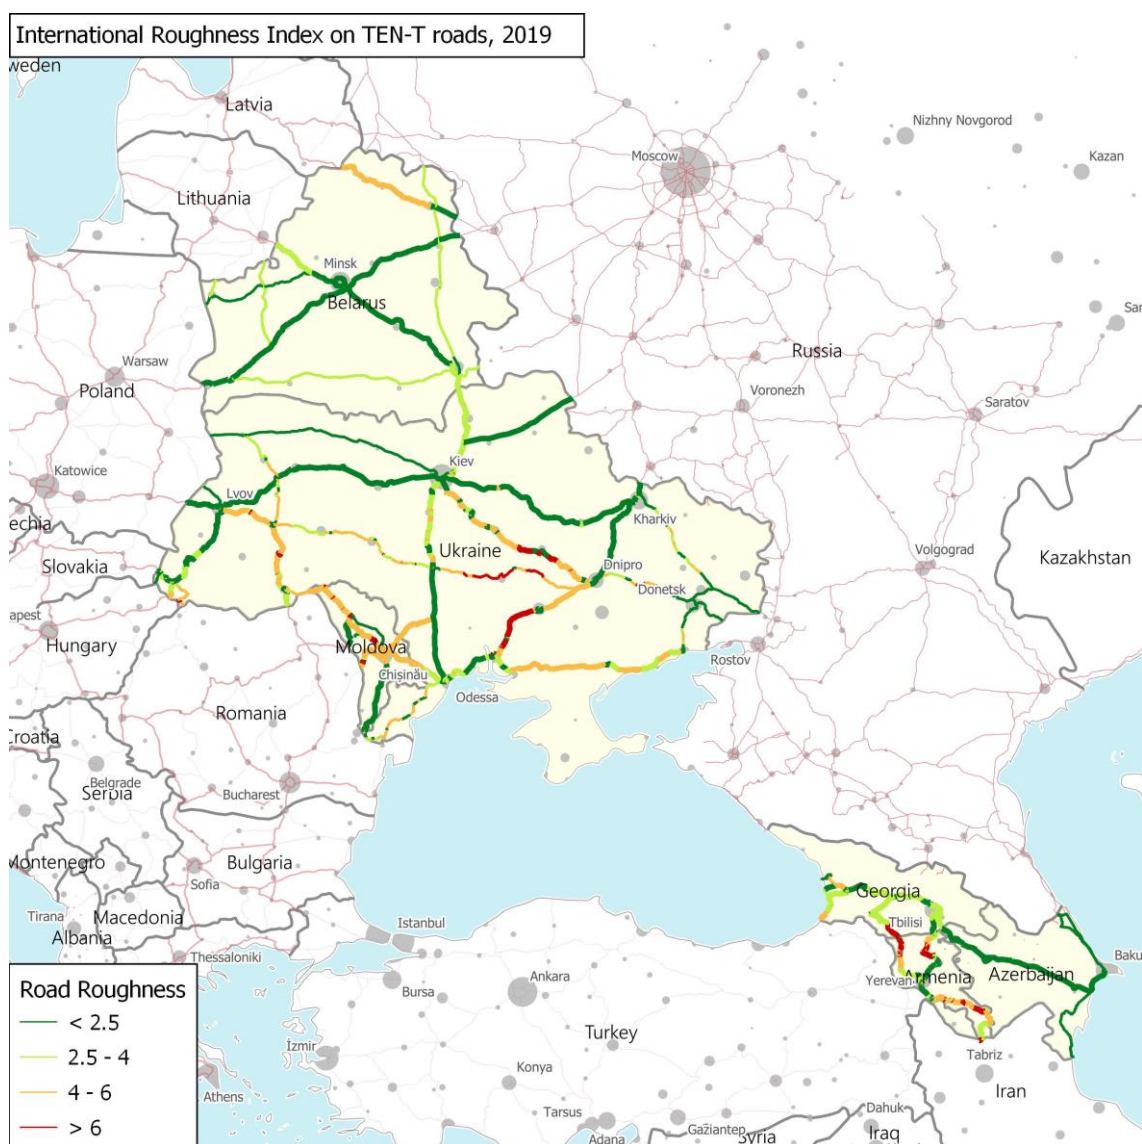 International Roughness Index on TEN-T roads, 2019
weden
Latvia
Nizhny Novgorod
Moscow
Kazan
Lithuania
Minsk
Belarus
Sar
Russia
Warsaw
Poland
Voronezh
Saratov
Katowice
Kiev
Lvov
Kharkiv
echia
Ukraine
Volgograd
Kazakhstan
Slovakia
Dnipro
Donetsk
apest
Hungary
Moldova
Rostov
Chișinău
Odessa
Romania
Croatia
Belgrade
Serbia
Bucharest
Montenegro
Bulgaria
Sofia
Georgia
Tirana
Macedonia
Istanbul
Tbilisi
Albania
Thessaloniki
Baku
Ankara
Azerbaijan
Yerevan
Armenia
Bursa
Road Roughness
< 2.5
2.5 - 4
4 - 6
> 6
Turkey
İzmir
Tabriz
Konya
Iran
Athens
Tarsus
Dahuk
Adana
Gaziantep
Syria
Iraq